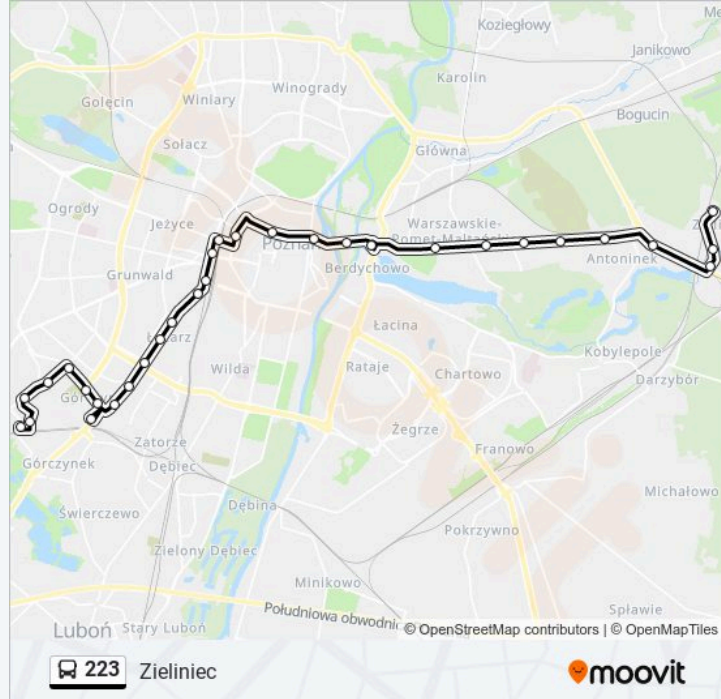 Koziegłowy
Janikowo
Karolin
Golęcin
Winiary
Winogrady
Bogucin
Sołacz
Główna
Ogrody
Jeżyce
Warszawskie-
Pomet-Maltańskie
Poznań
Antoninek
Berdychowo
Grunwald
Łazarz
Łacina
Kobylepole
Wilda
Rataje
Chartowo
Darzybór
Żegrze
Górczynek
Zatorze
Dębiec
Franowo
Michałowo
Świerczewo
Dębina
Pokrzywno
Zielony Dębiec
Minikowo
Południowa obwodnic
Spławie
Luboń
Stary Luboń
© OpenStreetMap contributors | © OpenMapTiles
223 Zieliniec
moovit